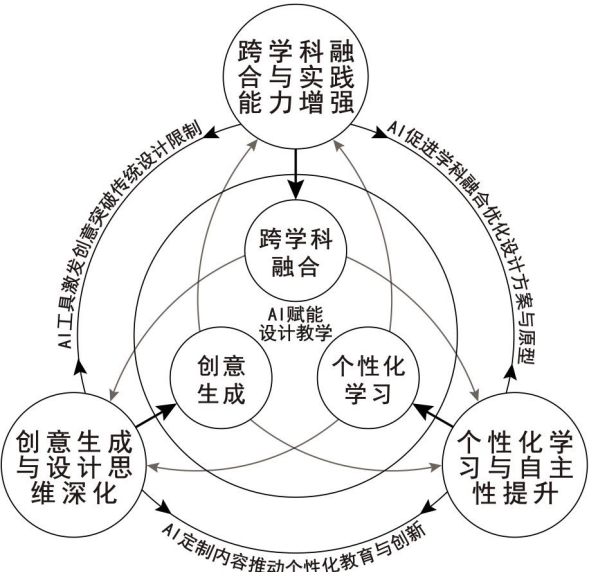 跨学科融
合与实践
能力增强
AI工具激发创意突破传统设计限制
AI促进学科融合优化设计方案与原型
跨学科
融合
AI赋能
设计教学
创意
生成
个性化
学习
创意生成
与设计思
维深化
个性化学
习与自主
性提升
AI定制内容推动个性化教育与创新